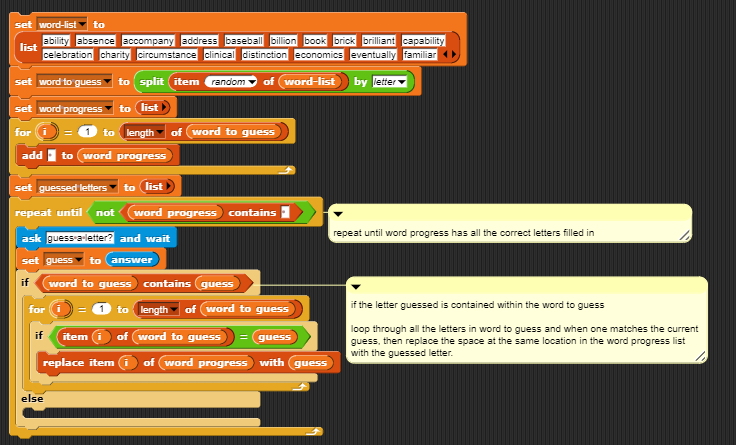 set word-list to
list ability absence accompany address baseball billion book brick brilliant capability
celebration charity circumstance clinical distinction economics eventually familiar
set word to guess to split item random of word-list by letter
set word progress to list
for i = 1 to length of word to guess
add to word progress
set guessed letters to list
repeat until not word progress contains
repeat until word progress has all the correct letters filled in
ask guess a letter? and wait
set guess to answer
if word to guess contains guess
if the letter guessed is contained within the word to guess
for i = 1 to length of word to guess
loop through all the letters in word to guess and when one matches the current
guess, then replace the space at the same location in the word progress list
with the guessed letter.
if item i of word to guess = guess
replace item i of word progress with guess
else